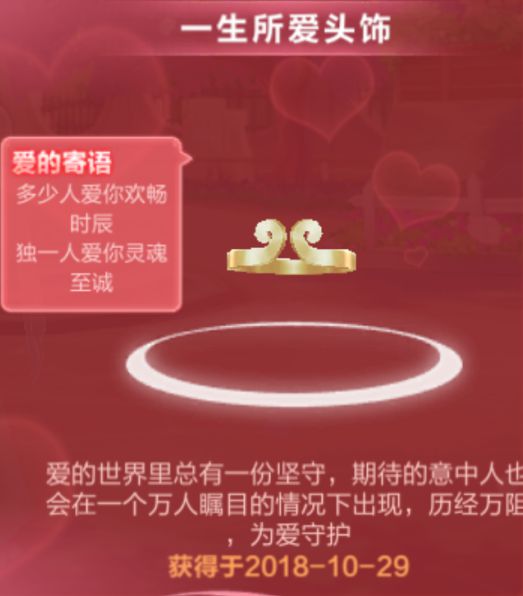 一生所爱头饰
爱的寄语
多少人爱你欢畅
时辰
独一人爱你灵魂
至诚
爱的世界里总有一份坚守，期待的意中人也
会在一个万人瞩目的情况下出现，历经万阻
，为爱守护
获得于2018-10-29